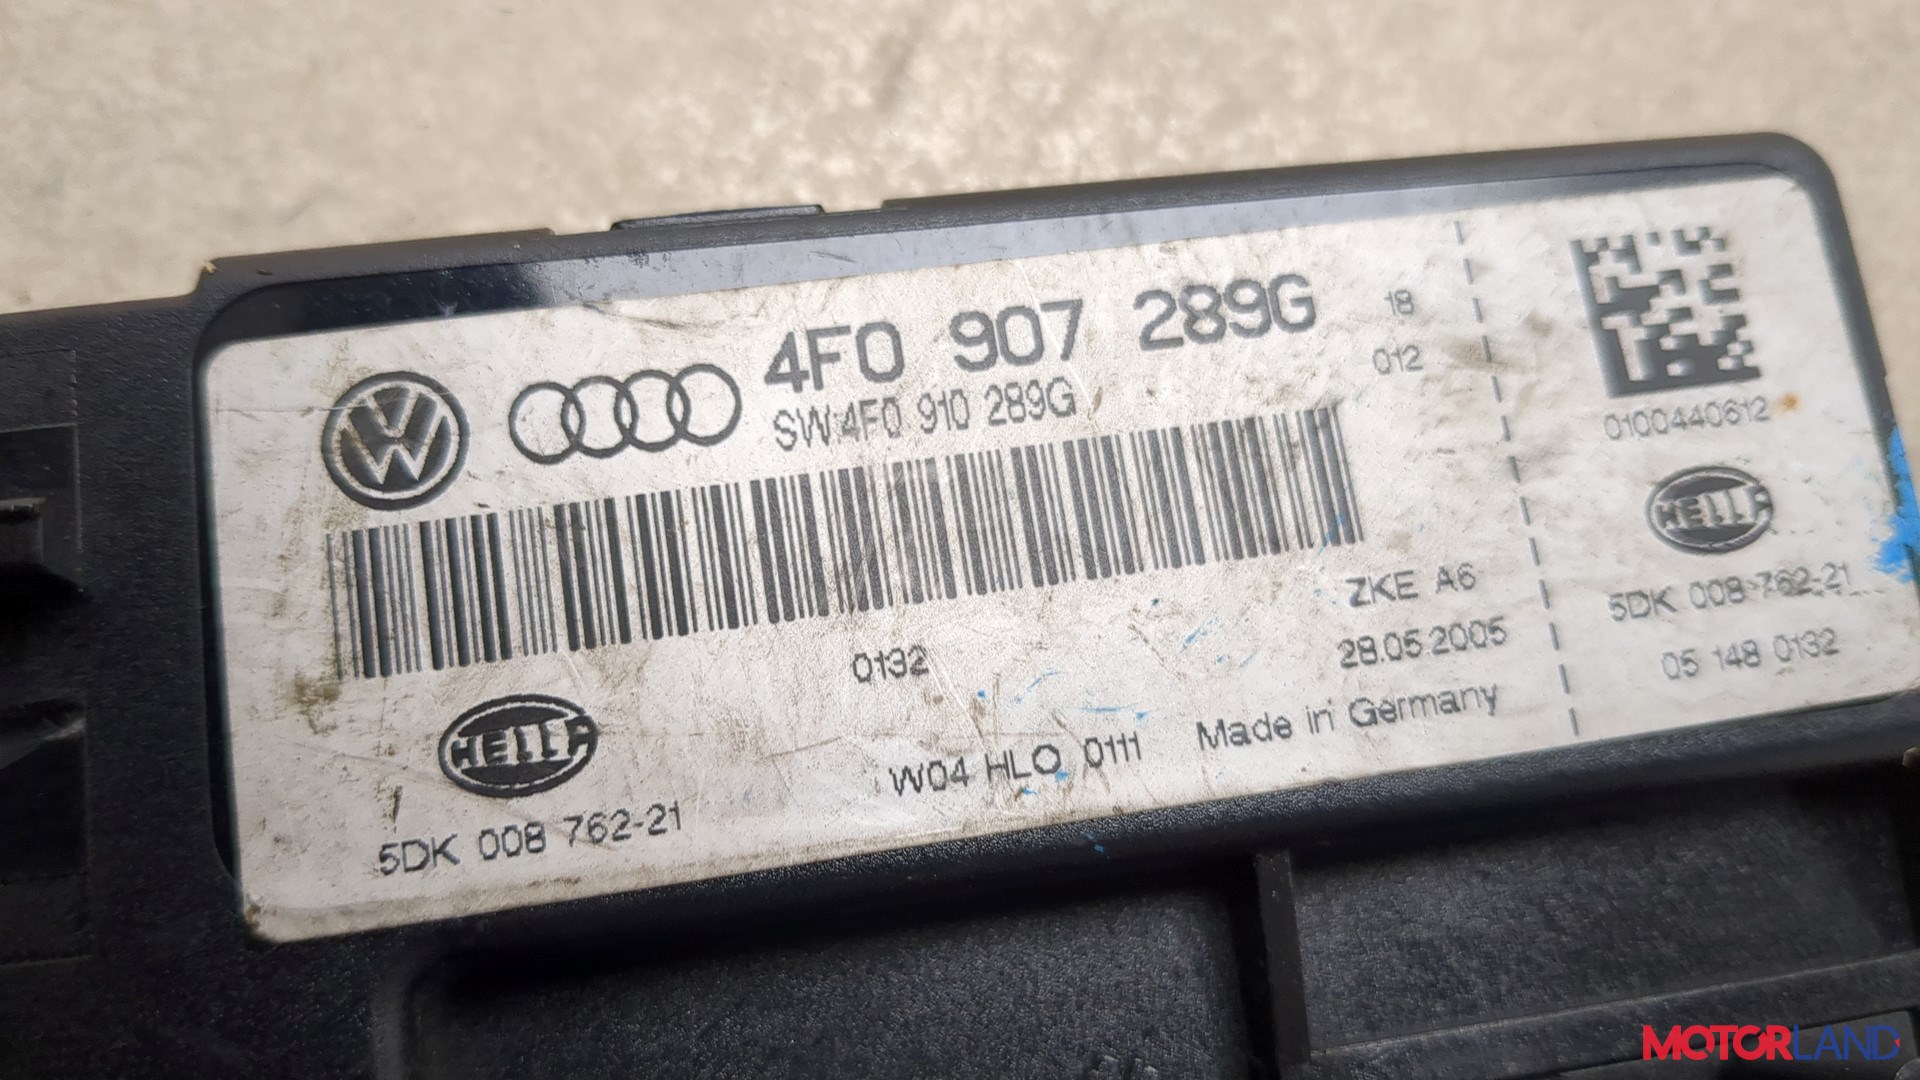 4F0 907 289G 18
SW:4F0 910 289G 012
0132
ZKE A6
28.05.2005
HELLA
5DK 008 762-21
W04 HLO 0111 Made in Germany
0100440612
HELLA
5DK 008 762-21
05 148 0132
MOTORLAND